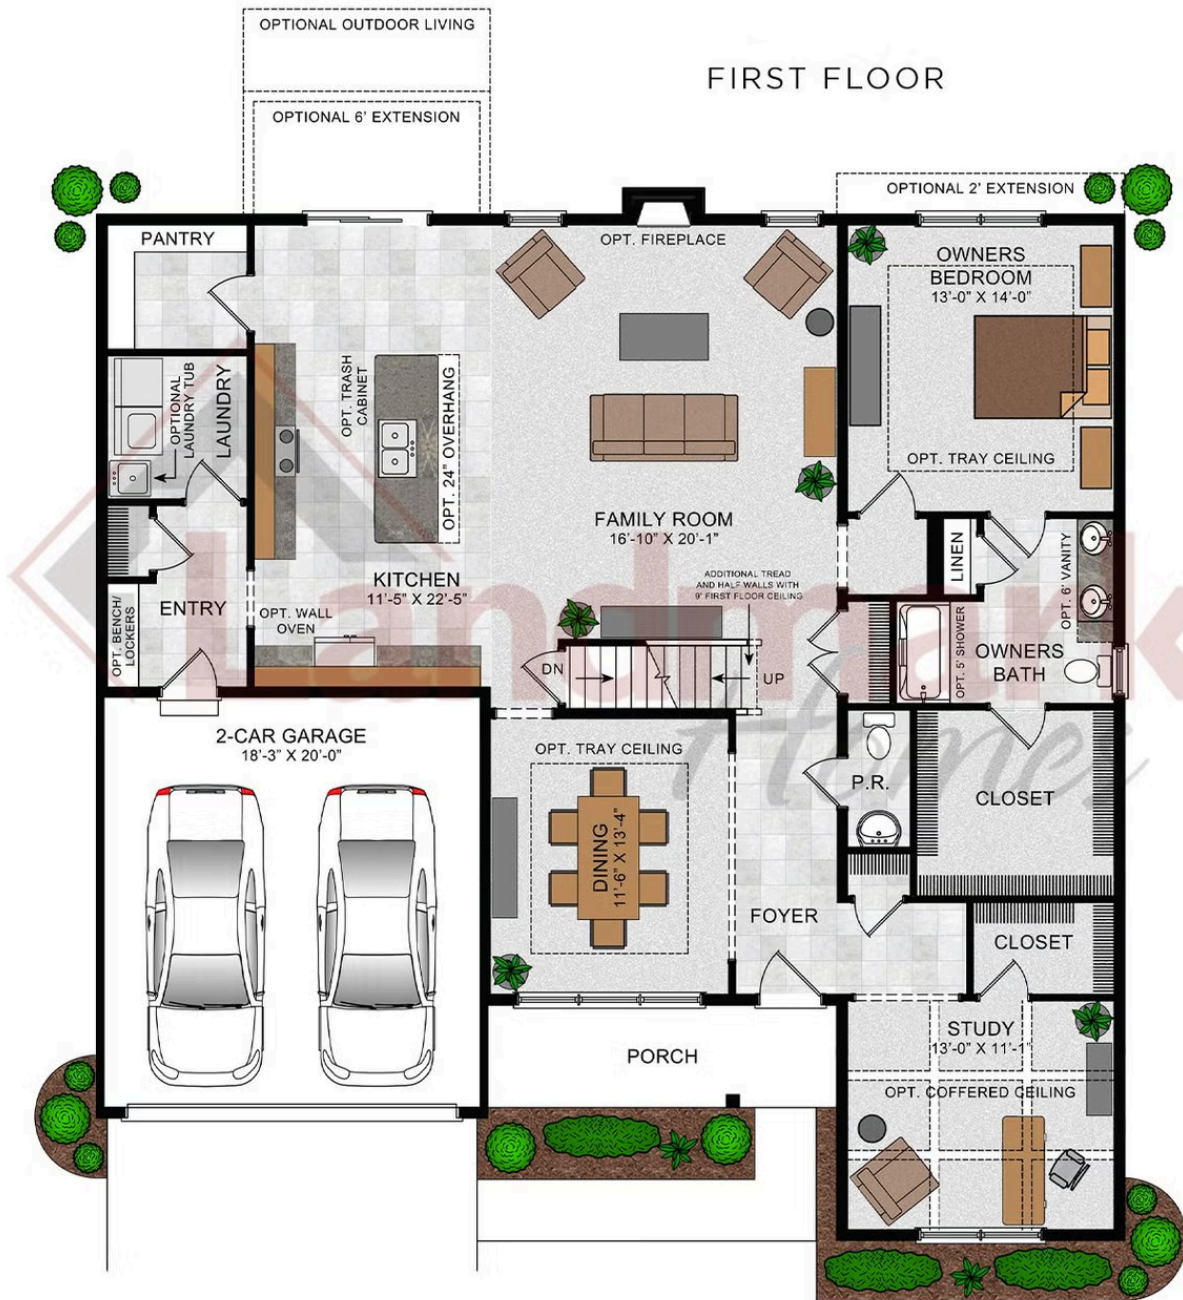 OPTIONAL OUTDOOR LIVING
FIRST FLOOR
OPTIONAL 6' EXTENSION
OPTIONAL 2' EXTENSION
PANTRY
OPT. FIREPLACE
OWNERS
BEDROOM
13'-0" X 14'-0"
OPTIONAL
LAUNDRY TUB
LAUNDRY
OPT. TRASH
CABINET
OPT. 24" OVERHANG
OPT. TRAY CEILING
FAMILY ROOM
16'-10" X 20'-1"
KITCHEN
11'-5" X 22'-5"
ADDITIONAL TREAD
AND HALF WALLS WITH
9' FIRST FLOOR CEILING
LINEN
OPT. 6' VANITY
ENTRY
OPT. BENCH/
LOCKERS
OPT. WALL
OVEN
OPT. 5' SHOWER
OWNERS
BATH
DN
UP
Landmark
Homes
2-CAR GARAGE
18'-3" X 20'-0"
OPT. TRAY CEILING
P.R.
CLOSET
DINING
11'-6" X 13'-4"
FOYER
CLOSET
STUDY
13'-0" X 11'-1"
PORCH
OPT. COFFERED CEILING